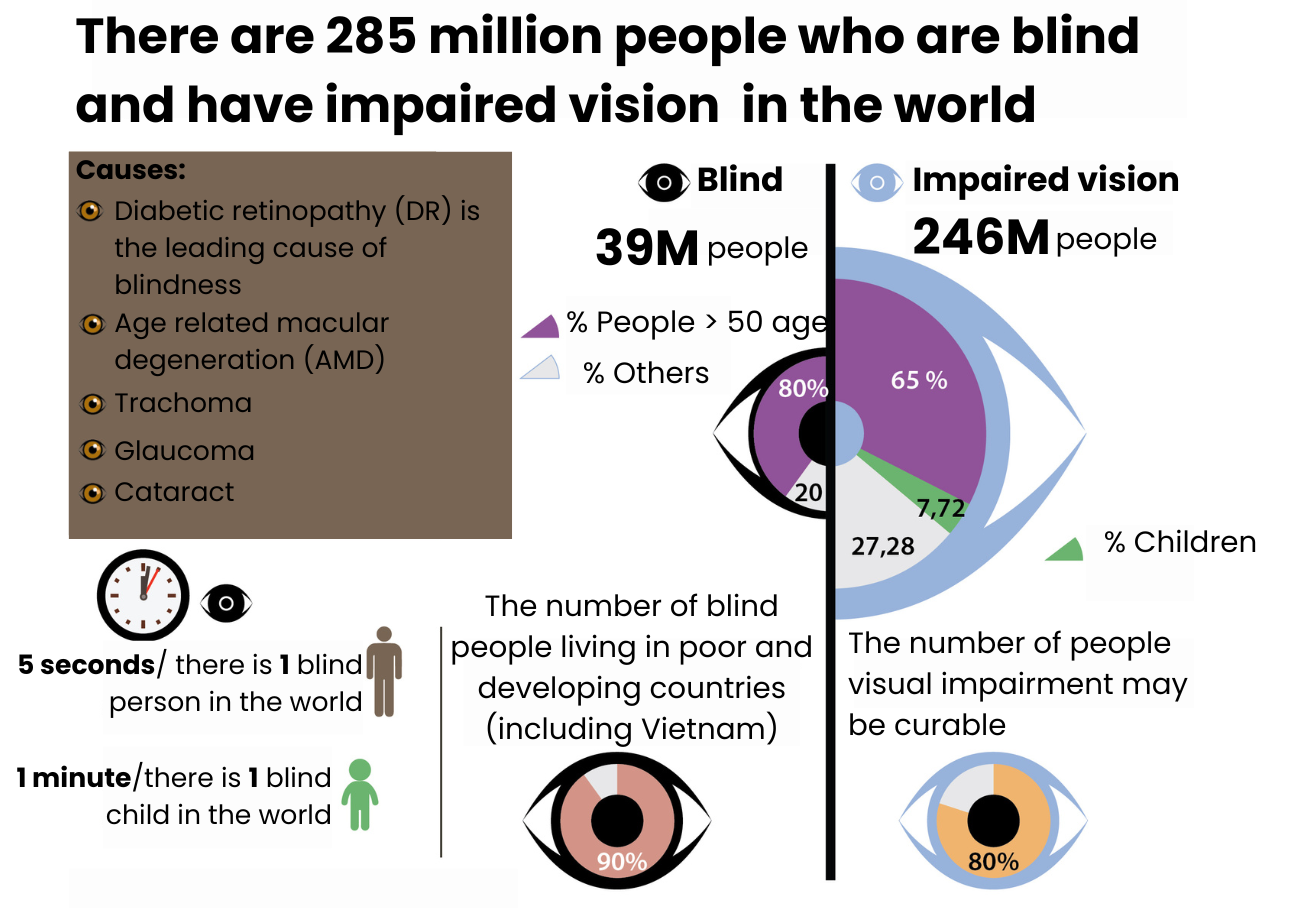 There are 285 million people who are blind
and have impaired vision in the world
Causes:
Diabetic retinopathy (DR) is
the leading cause of
blindness
Age related macular
degeneration (AMD)
Trachoma
Glaucoma
Cataract
Blind
39M people
% People > 50 age
% Others
80%
20
Impaired vision
246M people
65 %
7,72
27,28
% Children
5 seconds/ there is 1 blind
person in the world
1 minute/there is 1 blind
child in the world
The number of blind
people living in poor and
developing countries
(including Vietnam)
90%
The number of people
visual impairment may
be curable
80%